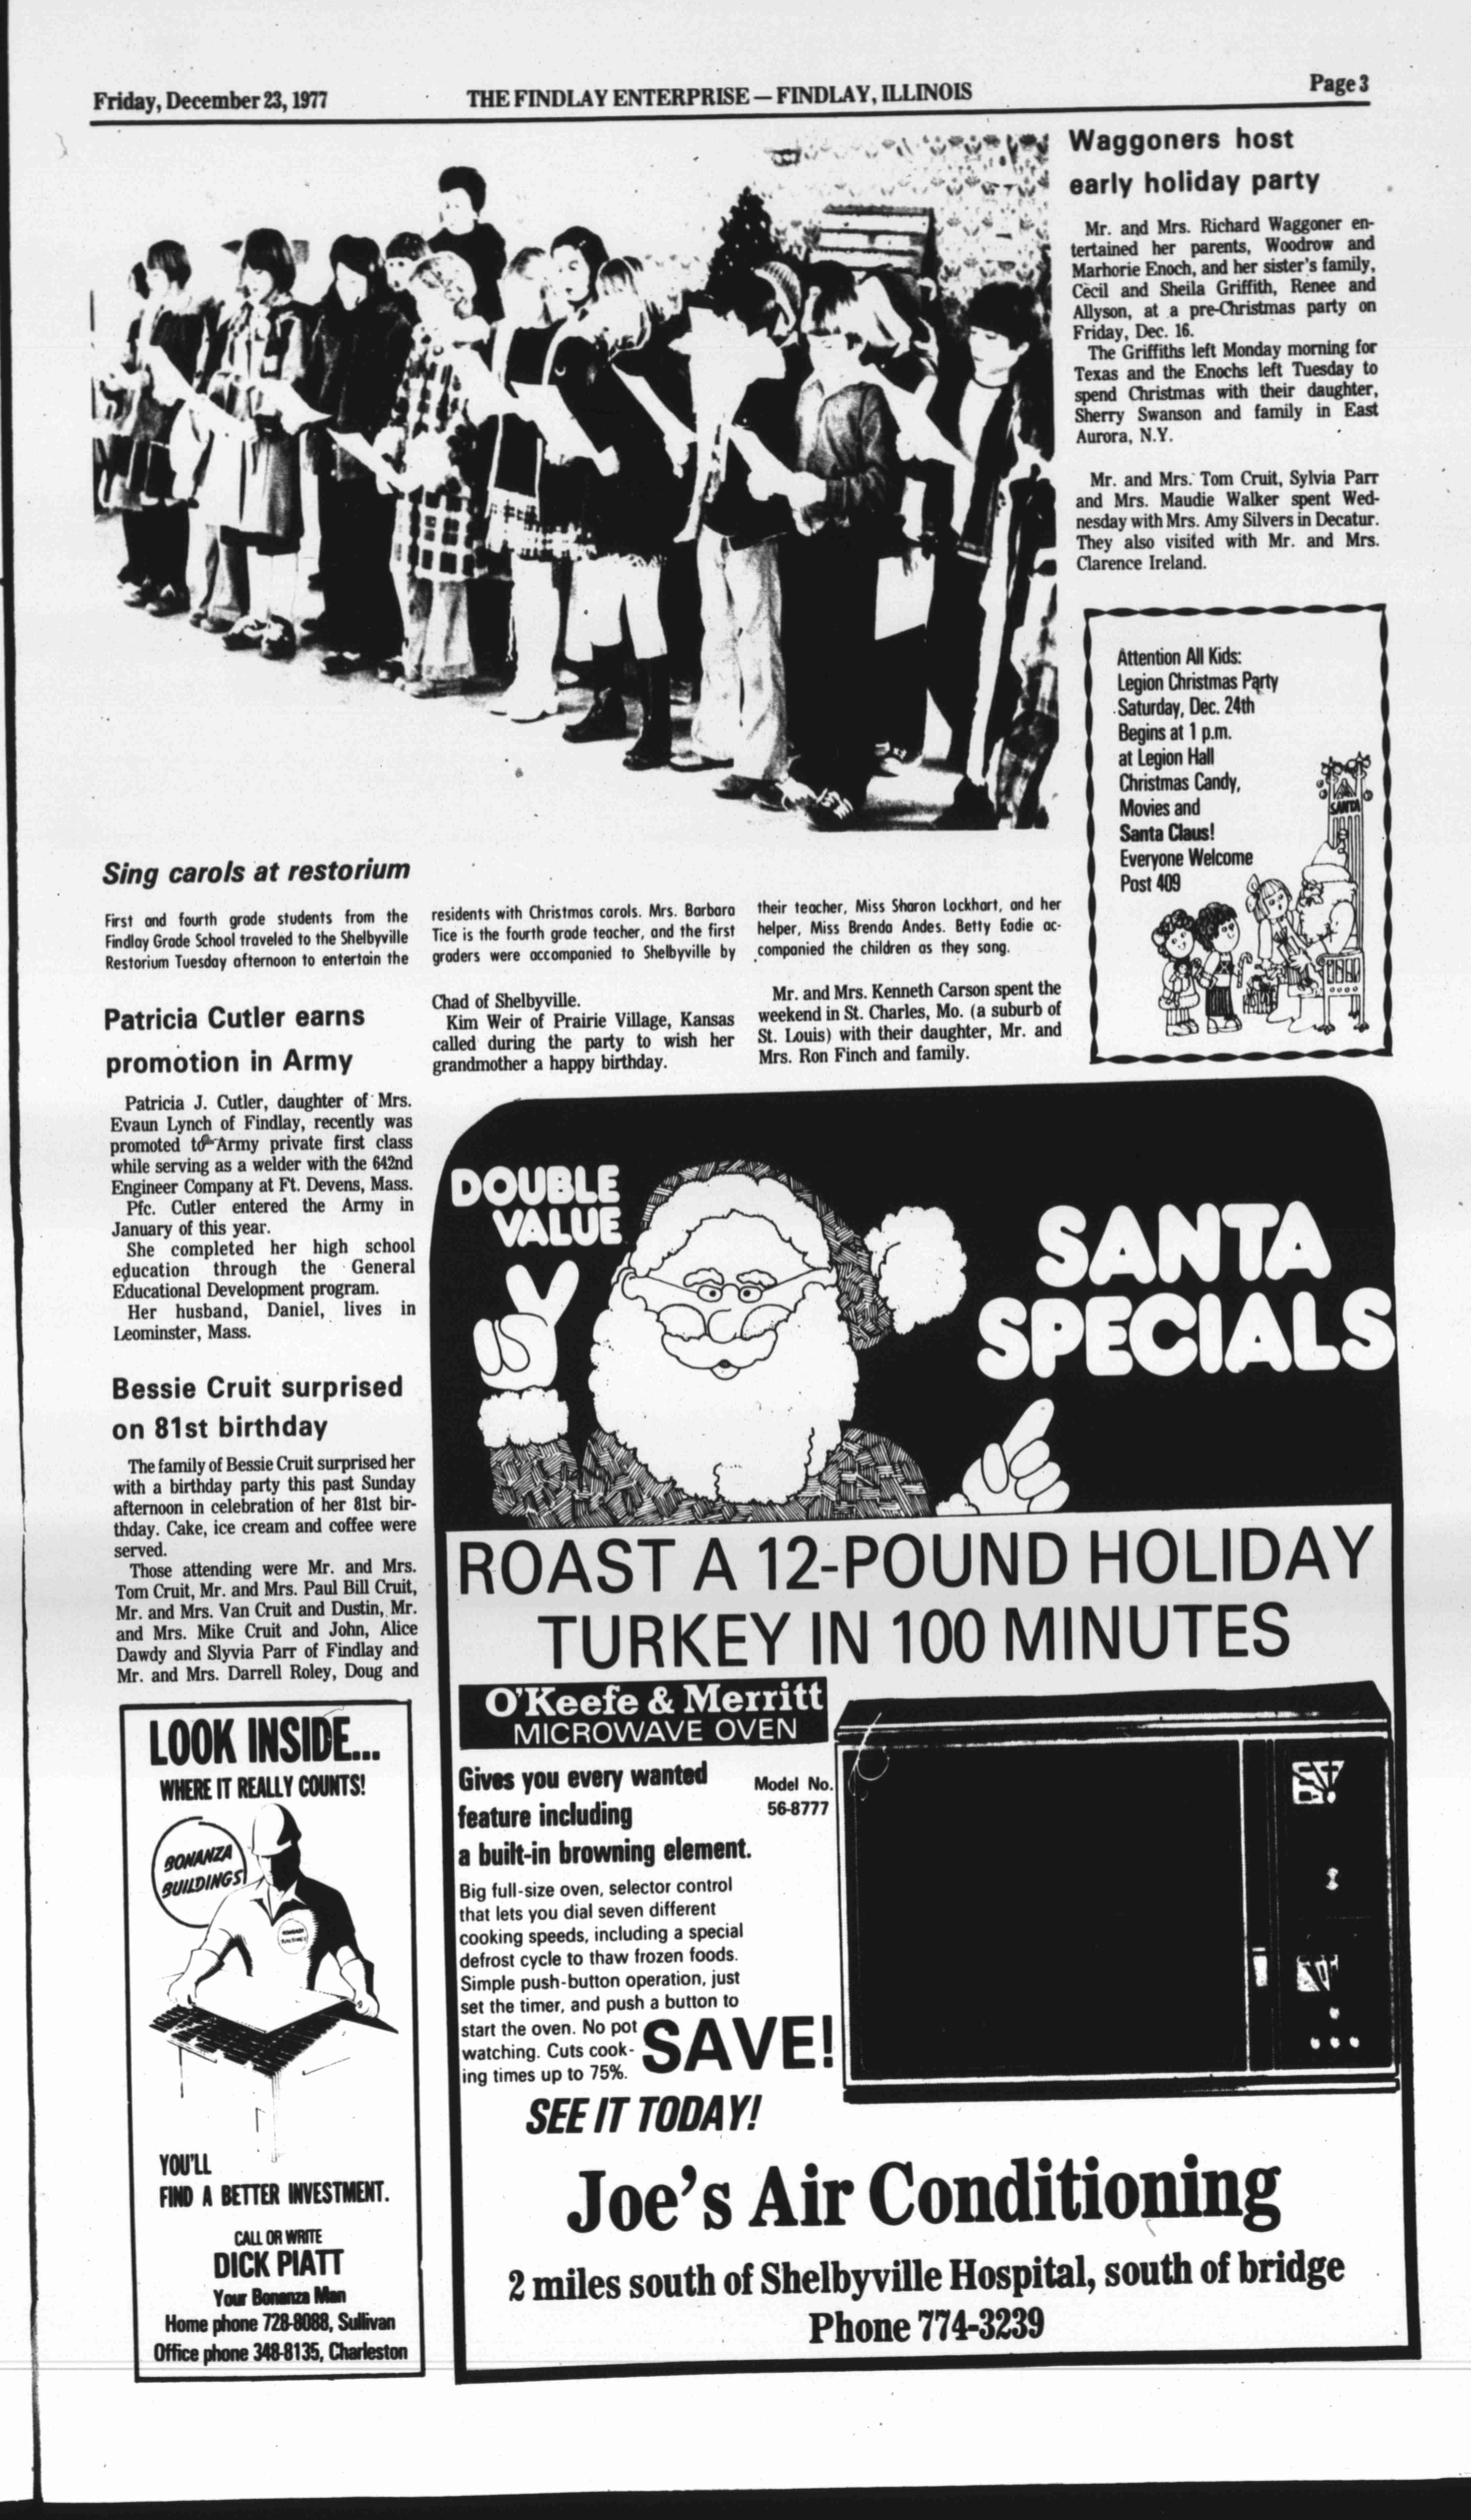 Friday, December 23, 1977
THE FINDLAY ENTERPRISE — FINDLAY, ILLINOIS
Page 3
Sing carols at restorium
First and fourth grade students from the
Findlay Grade School traveled to the Shelbyville
Restorium Tuesday afternoon to entertain the
residents with Christmas carols. Mrs. Barbara
Tice is the fourth grade teacher, and the first
graders were accompanied to Shelbyville by
their teacher, Miss Sharon Lockhart, and her
helper, Miss Brenda Andes. Betty Eadie ac-
companied the children as they sang.
Patricia Cutler earns
promotion in Army
Patricia J. Cutler, daughter of Mrs.
Evaun Lynch of Findlay, recently was
promoted to Army private first class
while serving as a welder with the 642nd
Engineer Company at Ft. Devens, Mass.
Pfc. Cutler entered the Army in
January of this year.
She completed her high school
education through the General
Educational Development program.
Her husband, Daniel, lives in
Leominster, Mass.
Bessie Cruit surprised
on 81st birthday
The family of Bessie Cruit surprised her
with a birthday party this past Sunday
afternoon in celebration of her 81st bir-
thday. Cake, ice cream and coffee were
served.
Those attending were Mr. and Mrs.
Tom Cruit, Mr. and Mrs. Paul Bill Cruit,
Mr. and Mrs. Van Cruit and Dustin, Mr.
and Mrs. Mike Cruit and John, Alice
Dawdy and Slyvia Parr of Findlay and
Mr. and Mrs. Darrell Roley, Doug and
Chad of Shelbyville.
Kim Weir of Prairie Village, Kansas
called during the party to wish her
grandmother a happy birthday.
Mr. and Mrs. Kenneth Carson spent the
weekend in St. Charles, Mo. (a suburb of
St. Louis) with their daughter, Mr. and
Mrs. Ron Finch and family.
Waggoners host
early holiday party
Mr. and Mrs. Richard Waggoner en-
tertained her parents, Woodrow and
Marhorie Enoch, and her sister's family,
Cecil and Sheila Griffith, Renee and
Allyson, at a pre-Christmas party on
Friday, Dec. 16.
The Griffiths left Monday morning for
Texas and the Enochs left Tuesday to
spend Christmas with their daughter,
Sherry Swanson and family in East
Aurora, N.Y.
Mr. and Mrs. Tom Cruit, Sylvia Parr
and Mrs. Maudie Walker spent Wed-
nesday with Mrs. Amy Silvers in Decatur.
They also visited with Mr. and Mrs.
Clarence Ireland.
Attention All Kids:
Legion Christmas Party
Saturday, Dec. 24th
Begins at 1 p.m.
at Legion Hall
Christmas Candy,
Movies and
Santa Claus!
Everyone Welcome
Post 409
SANTA
LOOK INSIDE...
WHERE IT REALLY COUNTS!
BONANZA
BUILDINGS
YOU'LL
FIND A BETTER INVESTMENT.
CALL OR WRITE
DICK PIATT
Your Bonanza Man
Home phone 728-8088, Sullivan
Office phone 348-8135, Charleston
DOUBLE
VALUE
SANTA
SPECIALS
ROAST A 12-POUND HOLIDAY
TURKEY IN 100 MINUTES
O'Keefe & Merritt
MICROWAVE OVEN
Gives you every wanted
feature including
a built-in browning element.
Model No.
56-8777
Big full-size oven, selector control
that lets you dial seven different
cooking speeds, including a special
defrost cycle to thaw frozen foods.
Simple push-button operation, just
set the timer, and push a button to
start the oven. No pot
watching. Cuts cook-
ing times up to 75%.
SAVE!
SEE IT TODAY!
Joe's Air Conditioning
2 miles south of Shelbyville Hospital, south of bridge
Phone 774-3239